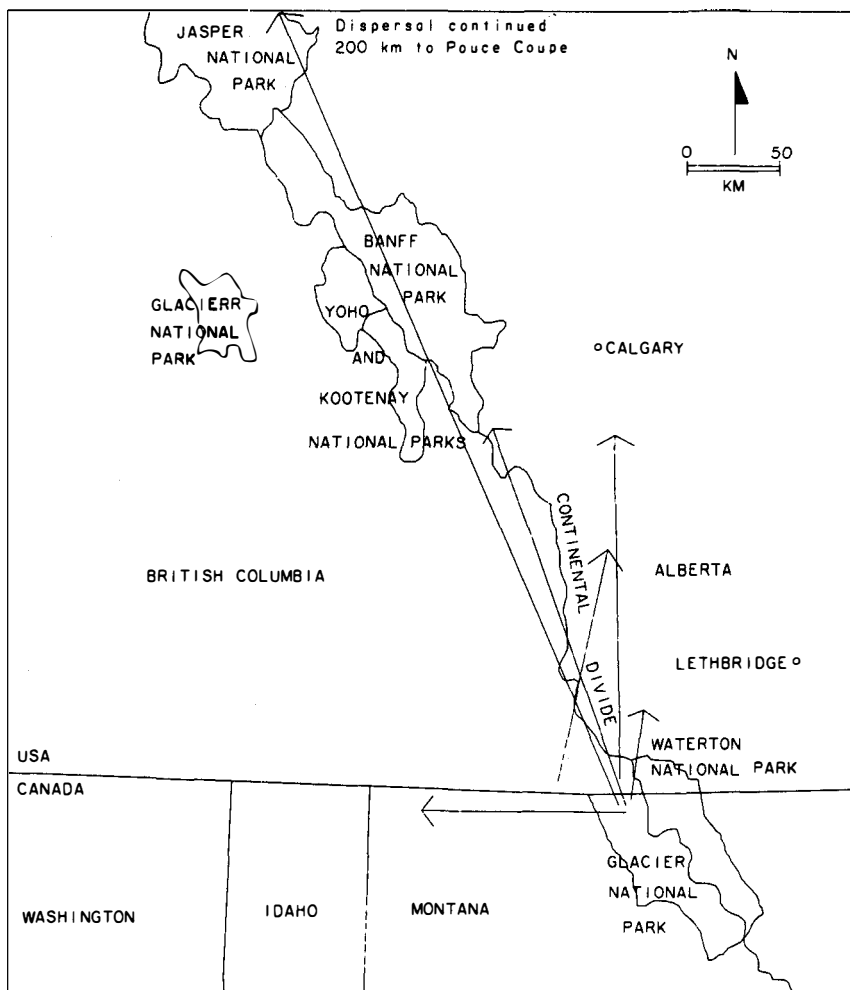 JASPER
NATIONAL
PARK
Dispersal continued
200 km to Pouce Coupe
N
0 50
KM
BANFF
NATIONAL
PARK
GLACIERR
NATIONAL
PARK
YOHO
AND
KOOTENAY
NATIONAL PARKS
CALGARY
CONTINENTAL
DIVIDE
BRITISH COLUMBIA
ALBERTA
LETHBRIDGE
WATERTON
NATIONAL PARK
USA
CANADA
GLACIER
NATIONAL
PARK
WASHINGTON
IDAHO
MONTANA